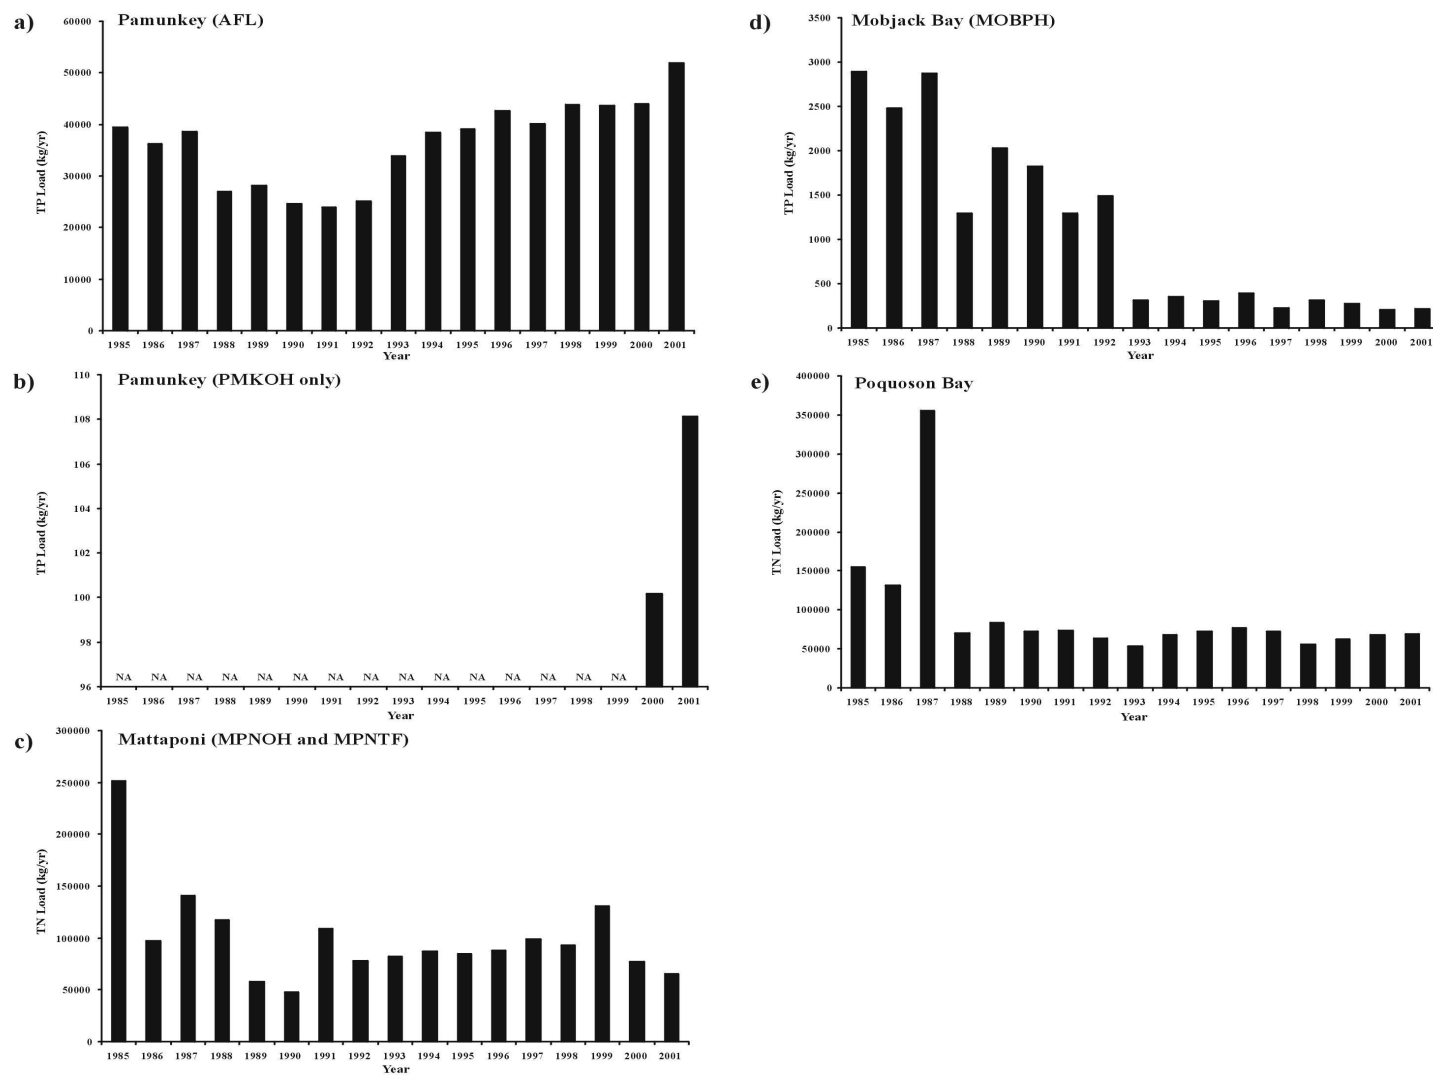 a) Pamunkey (AFL)
60000
50000
40000
30000
20000
10000
0
TP Load (kg/yr)
1985 1986 1987 1988 1989 1990 1991 1992 1993 1994 1995 1996 1997 1998 1999 2000 2001
Year
b) Pamunkey (PMKOH only)
110
108
106
104
102
100
98
96
TP Load (kg/yr)
NA NA NA NA NA NA NA NA NA NA NA NA NA NA NA
1985 1986 1987 1988 1989 1990 1991 1992 1993 1994 1995 1996 1997 1998 1999 2000 2001
Year
c) Mattaponi (MPNOH and MPNTF)
300000
250000
200000
150000
100000
50000
0
TN Load (kg/yr)
1985 1986 1987 1988 1989 1990 1991 1992 1993 1994 1995 1996 1997 1998 1999 2000 2001
Year
d) Mobjack Bay (MOBPH)
3500
3000
2500
2000
1500
1000
500
0
TP Load (kg/yr)
1985 1986 1987 1988 1989 1990 1991 1992 1993 1994 1995 1996 1997 1998 1999 2000 2001
Year
e) Poquoson Bay
400000
350000
300000
250000
200000
150000
100000
50000
0
TN Load (kg/yr)
1985 1986 1987 1988 1989 1990 1991 1992 1993 1994 1995 1996 1997 1998 1999 2000 2001
Year